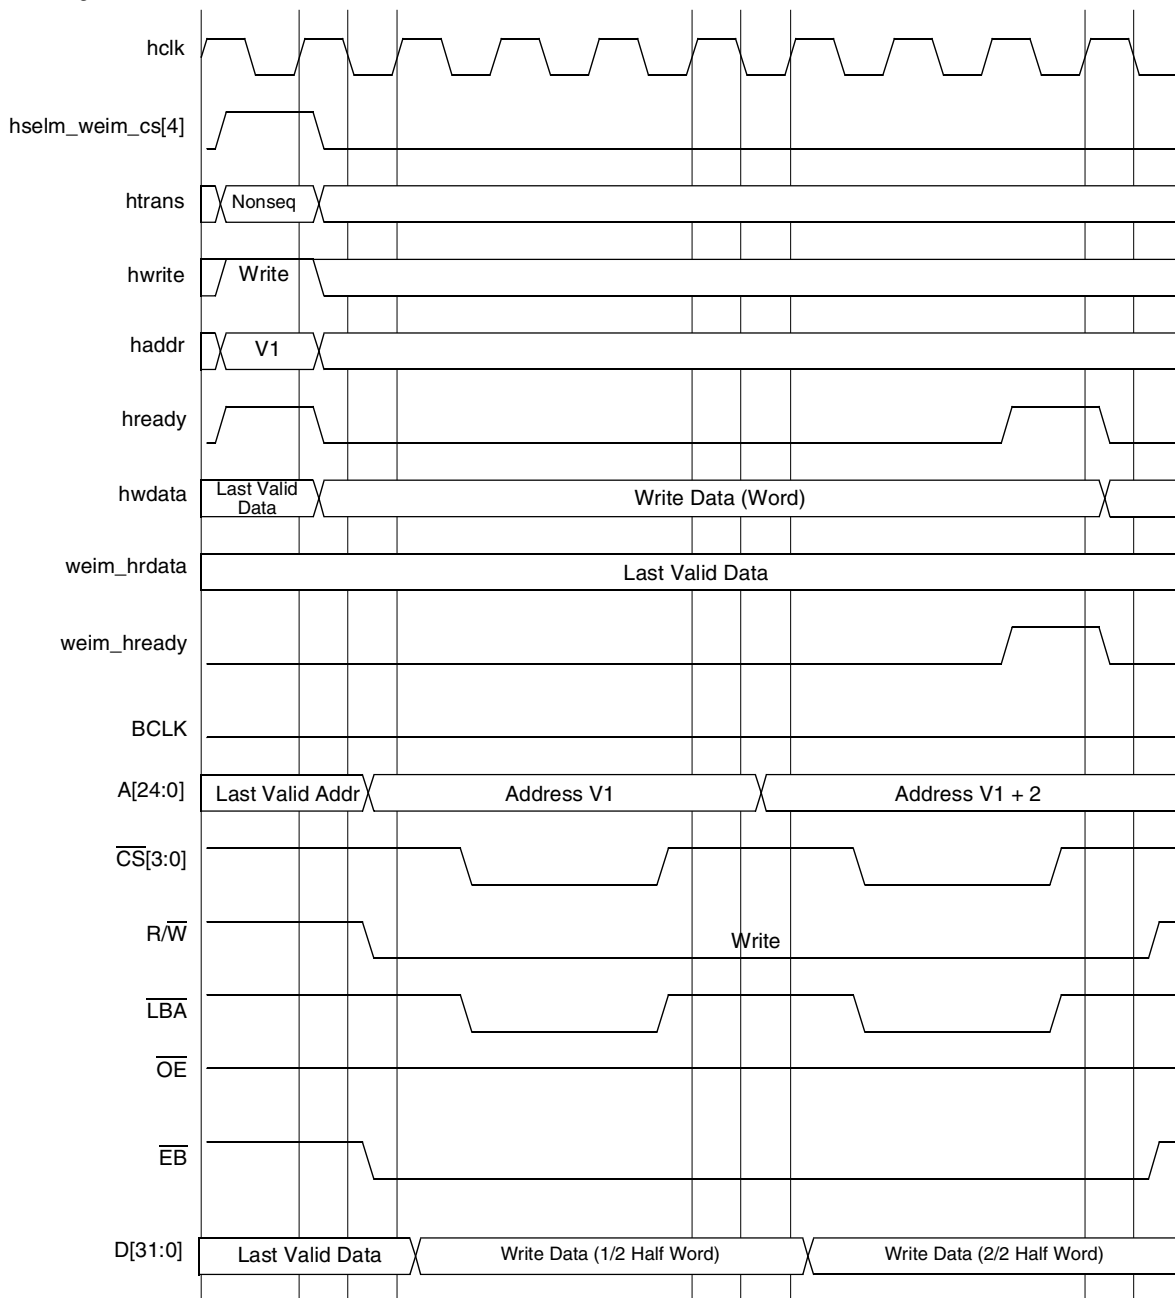 hclk
hselm_weim_cs[4]
htrans Nonseq
hwrite Write
haddr V1
hready
hwdata Last Valid Data Write Data (Word)
weim_hrdata Last Valid Data
weim_hready
BCLK
A[24:0] Last Valid Addr Address V1 Address V1 + 2
CS[3:0]
R/W Write
LBA
OE
EB
D[31:0] Last Valid Data Write Data (1/2 Half Word) Write Data (2/2 Half Word)